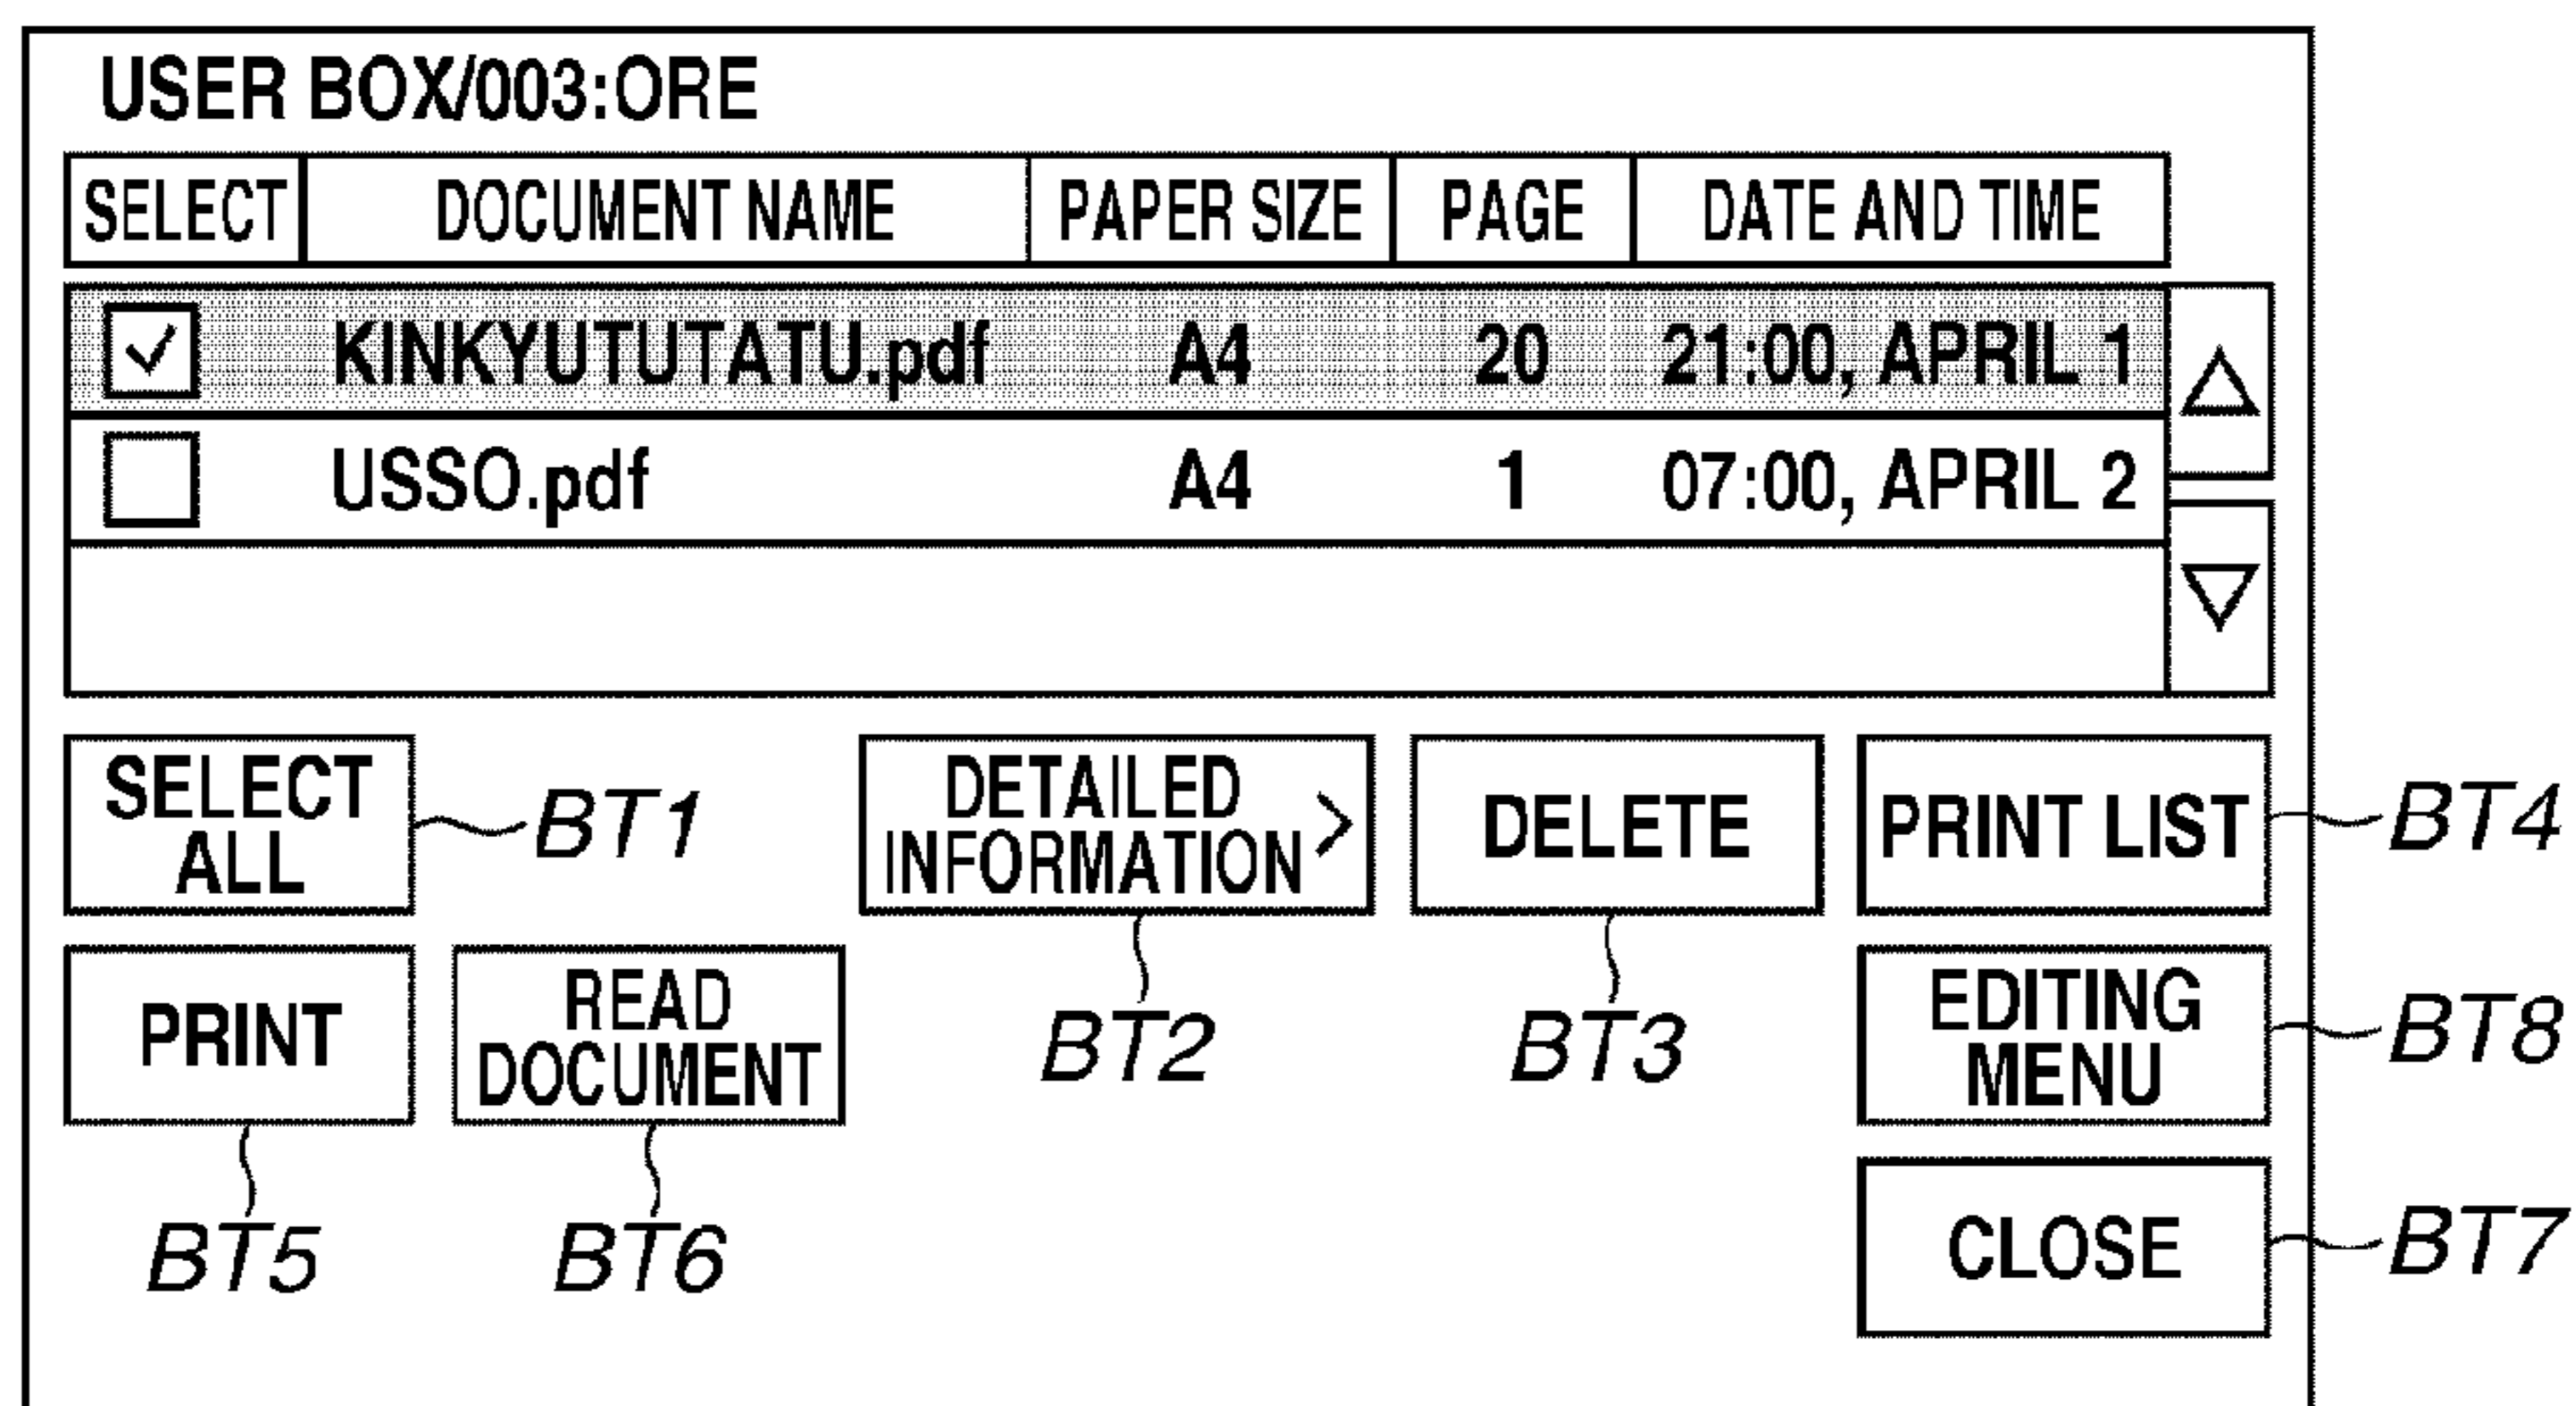 USER BOX/003:ORE
SELECT DOCUMENT NAME PAPER SIZE PAGE DATE AND TIME
KINKYUTUTATU.pdf A4 20 21:00, APRIL 1
USSO.pdf A4 1 07:00, APRIL 2
SELECT
ALL
BT1
DETAILED
INFORMATION >
DELETE
PRINT LIST
BT4
PRINT
READ
DOCUMENT
BT2
BT3
EDITING
MENU
BT8
BT5
BT6
CLOSE
BT7